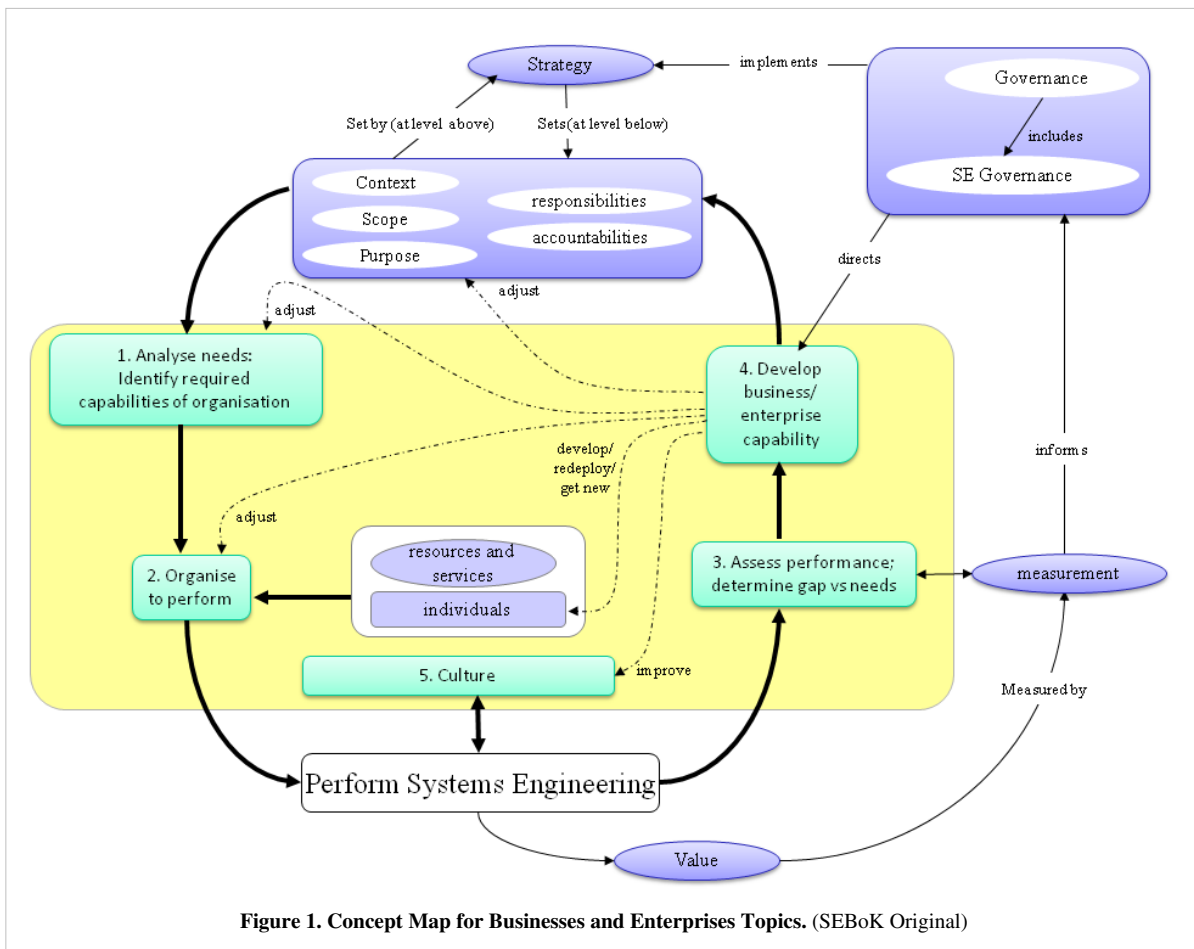 Strategy
implements
Governance
includes
SE Governance
Set by (at level above)
Sets(at level below)
Context
Scope
Purpose
responsibilities
accountabilities
directs
adjust
adjust
1. Analyse needs:
Identify required
capabilities of organisation
4. Develop
business/
enterprise
capability
develop/
redeploy/
get new
informs
adjust
2. Organise
to perform
resources and
services
individuals
3. Assess performance;
determine gap vs needs
measurement
5. Culture
improve
Measured by
Perform Systems Engineering
Value
Figure 1. Concept Map for Businesses and Enterprises Topics. (SEBoK Original)